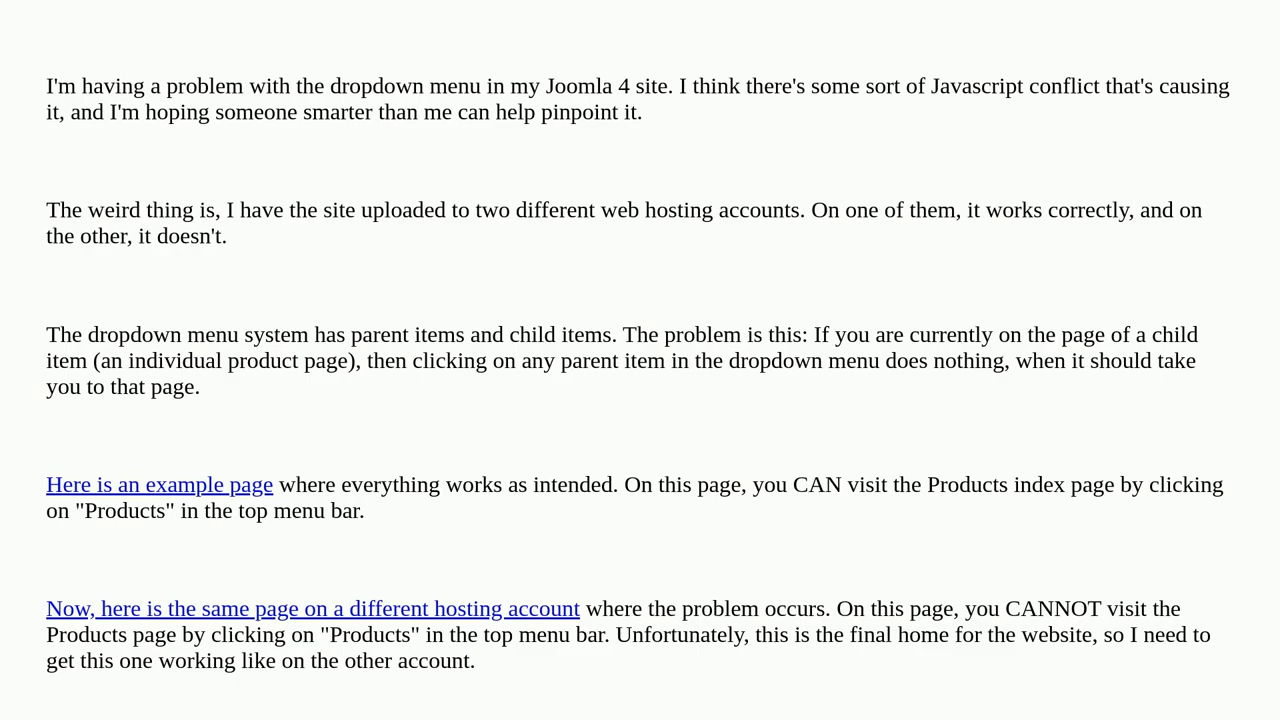 I'm having a problem with the dropdown menu in my Joomla 4 site. I think there's some sort of Javascript conflict that's causing
it, and I'm hoping someone smarter than me can help pinpoint it.
The weird thing is, I have the site uploaded to two different web hosting accounts. On one of them, it works correctly, and on
the other, it doesn't.
The dropdown menu system has parent items and child items. The problem is this: If you are currently on the page of a child
item (an individual product page), then clicking on any parent item in the dropdown menu does nothing, when it should take
you to that page.
Here is an example page where everything works as intended. On this page, you CAN visit the Products index page by clicking
on "Products" in the top menu bar.
Now, here is the same page on a different hosting account where the problem occurs. On this page, you CANNOT visit the
Products page by clicking on "Products" in the top menu bar. Unfortunately, this is the final home for the website, so I need to
get this one working like on the other account.